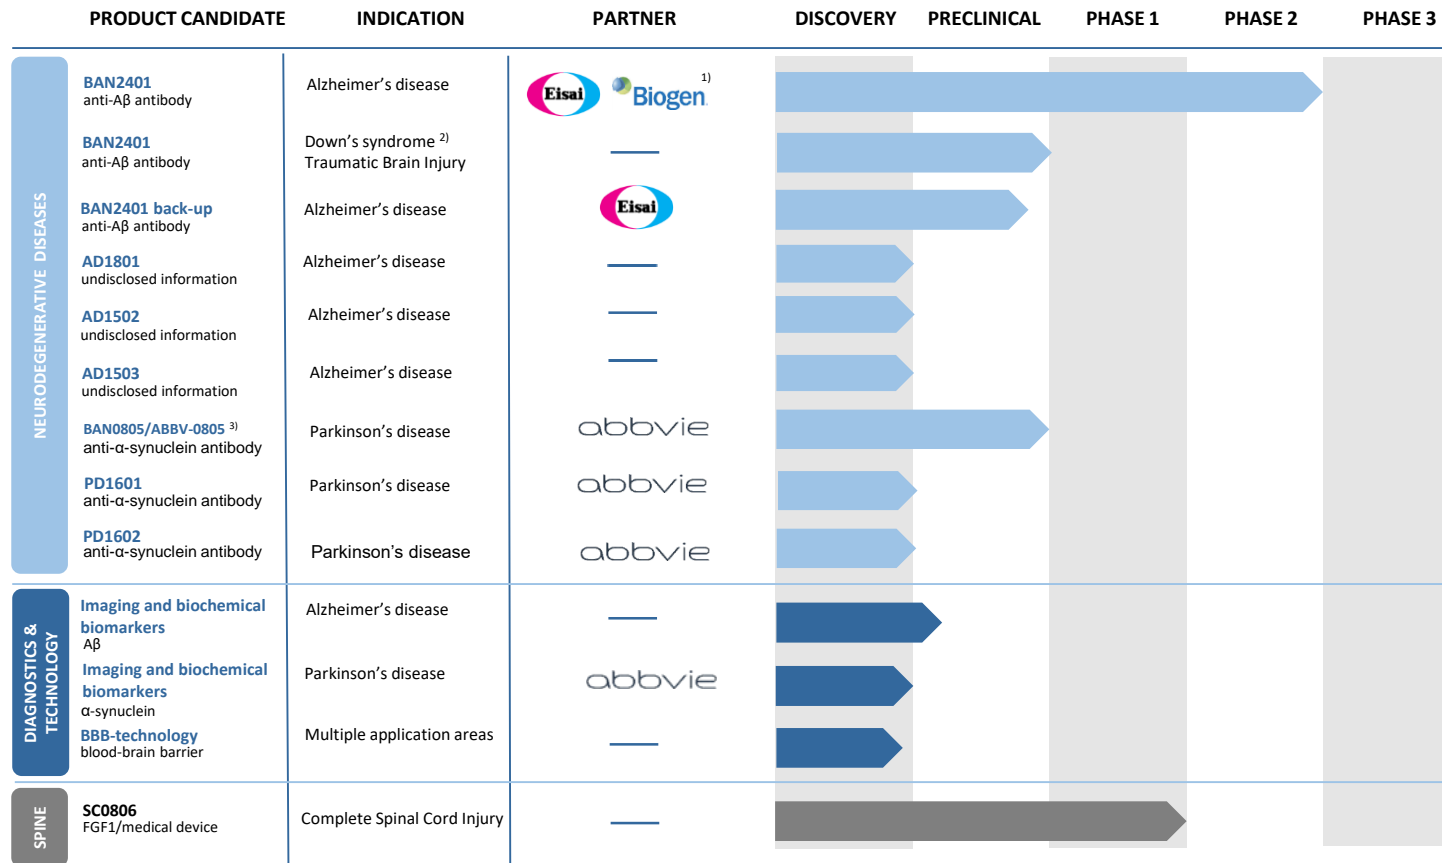 PRODUCT CANDIDATE INDICATION PARTNER DISCOVERY PRECLINICAL PHASE 1 PHASE 2 PHASE 3
NEURODEGENERATIVE DISEASES
BAN2401 Alzheimer's disease Eisai Biogen. 1)
anti-Aβ antibody
BAN2401 Down's syndrome 2)
anti-Aβ antibody Traumatic Brain Injury
BAN2401 back-up Alzheimer's disease Eisai
anti-Aβ antibody
AD1801 Alzheimer's disease
undisclosed information
AD1502 Alzheimer's disease
undisclosed information
AD1503 Alzheimer's disease
undisclosed information
BAN0805/ABBV-0805 3) Parkinson's disease abbvie
anti-α-synuclein antibody
PD1601 Parkinson's disease abbvie
anti-α-synuclein antibody
PD1602 Parkinson's disease abbvie
anti-α-synuclein antibody
DIAGNOSTICS &
TECHNOLOGY
Imaging and biochemical Alzheimer's disease
biomarkers
Aβ
Imaging and biochemical Parkinson's disease abbvie
biomarkers
α-synuclein
BBB-technology Multiple application areas
blood-brain barrier
SPINE
SC0806 Complete Spinal Cord Injury
FGF1/medical device